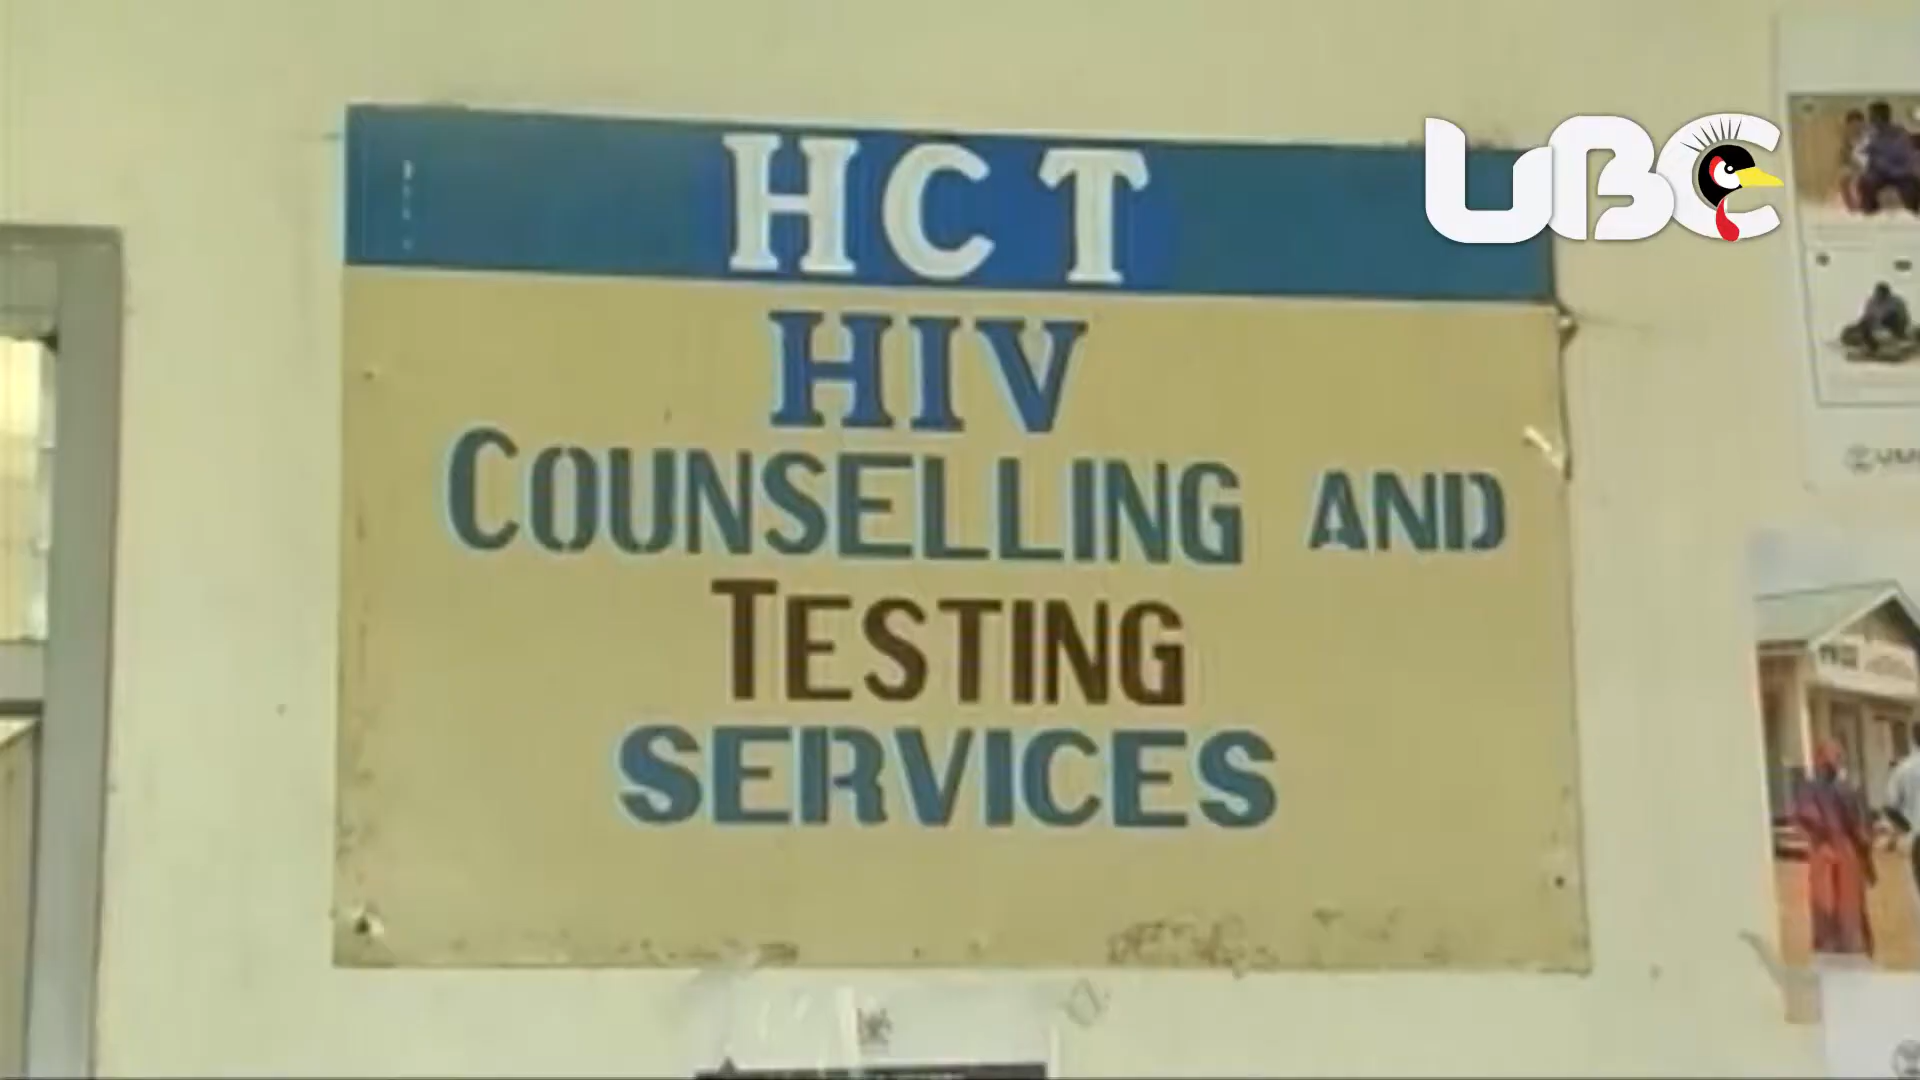 HCT
UBC
HIV
COUNSELLING AND
TESTING
SERVICES